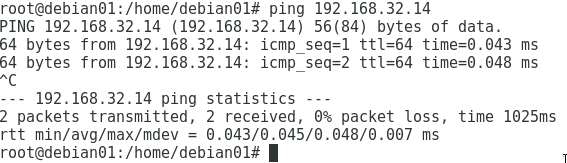 root@debian01:/home/debian01# ping 192.168.32.14
PING 192.168.32.14 (192.168.32.14) 56(84) bytes of data.
64 bytes from 192.168.32.14: icmp_seq=1 ttl=64 time=0.043 ms
64 bytes from 192.168.32.14: icmp_seq=2 ttl=64 time=0.048 ms
^C
--- 192.168.32.14 ping statistics ---
2 packets transmitted, 2 received, 0% packet loss, time 1025ms
rtt min/avg/max/mdev = 0.043/0.045/0.048/0.007 ms
root@debian01:/home/debian01#